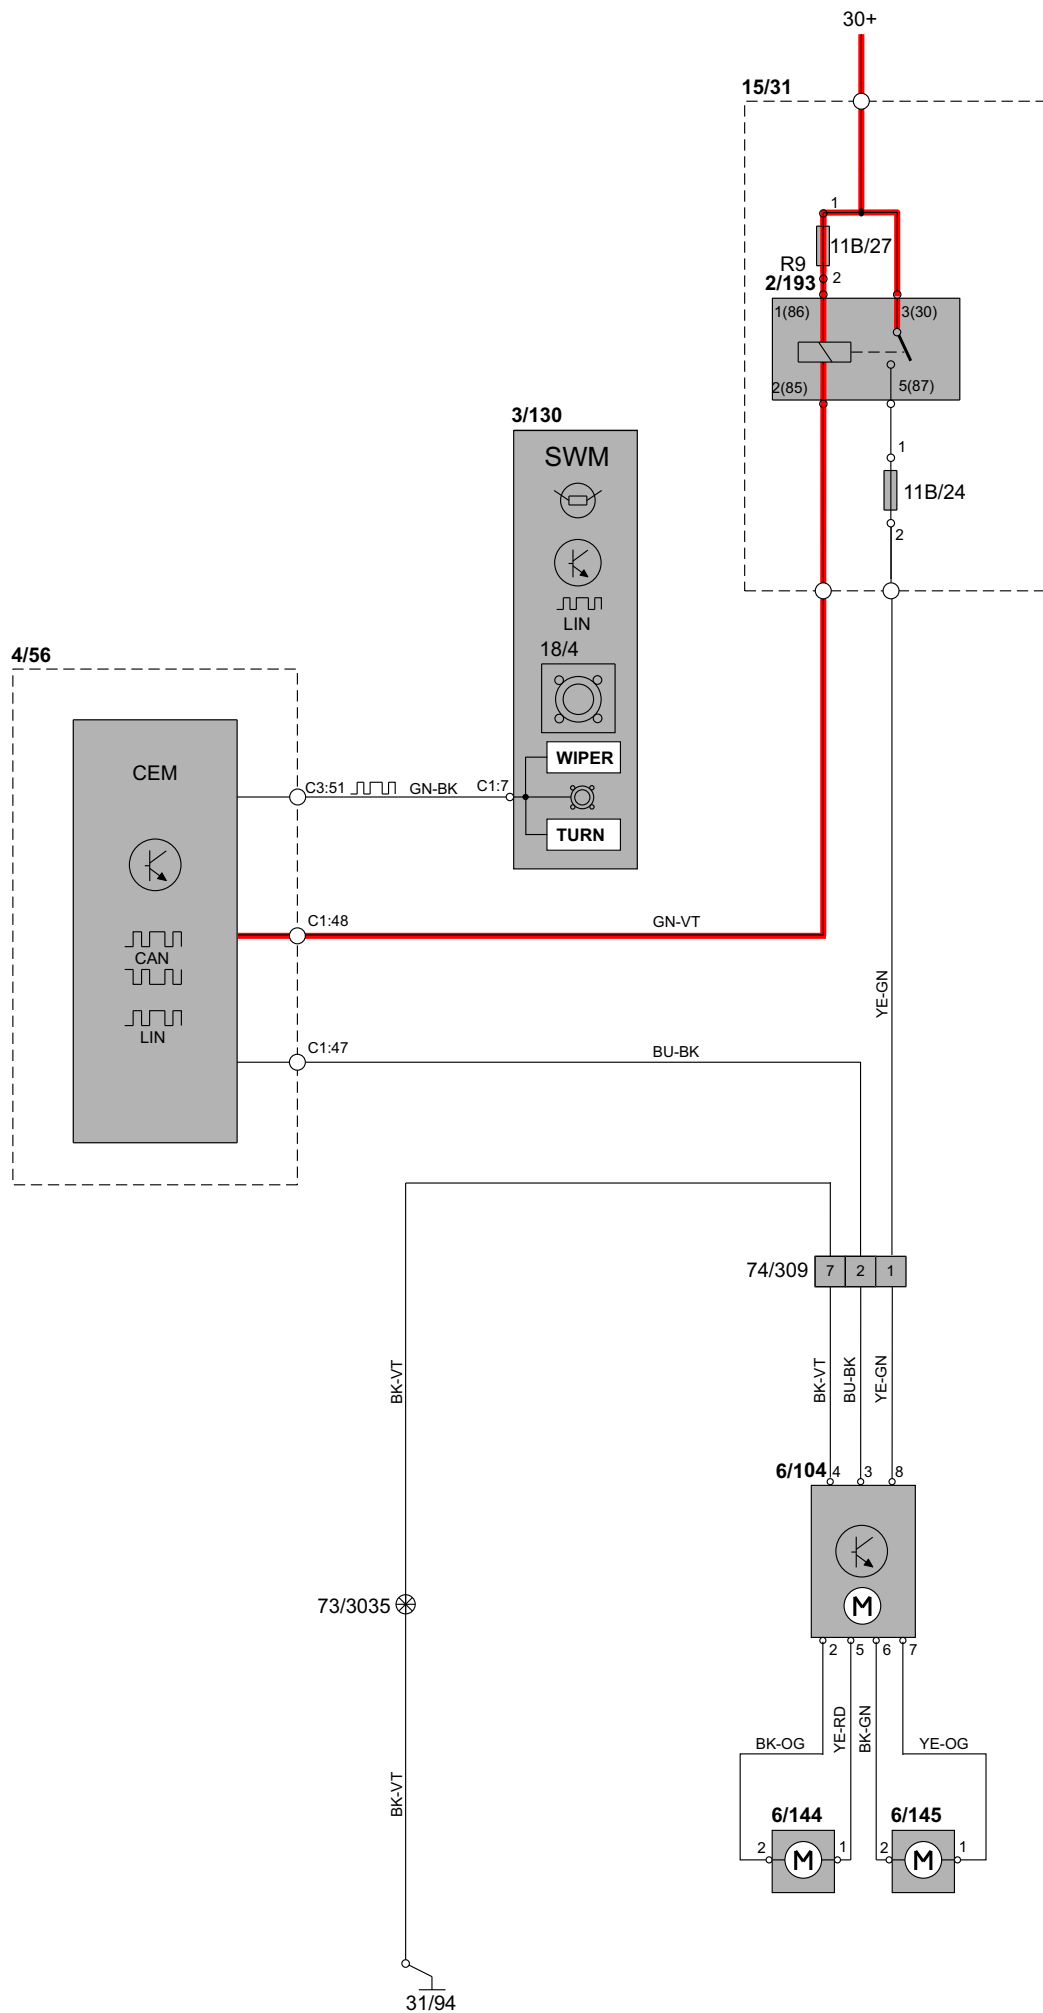 30+
15/31
1
11B/27
R9
2
2/193
1(86)
3(30)
2(85)
5(87)
1
11B/24
2
3/130
SWM
LIN
18/4
WIPER
TURN
4/56
CEM
C3:51
GN-BK
C1:7
C1:48
GN-VT
CAN
LIN
C1:47
BU-BK
YE-GN
74/309
7
2
1
BK-VT
BK-VT
BU-BK
YE-GN
6/104
4
3
8
M
73/3035
2
5
6
7
BK-OG
YE-RD
BK-GN
YE-OG
BK-VT
6/144
6/145
2
M
1
2
M
1
31/94